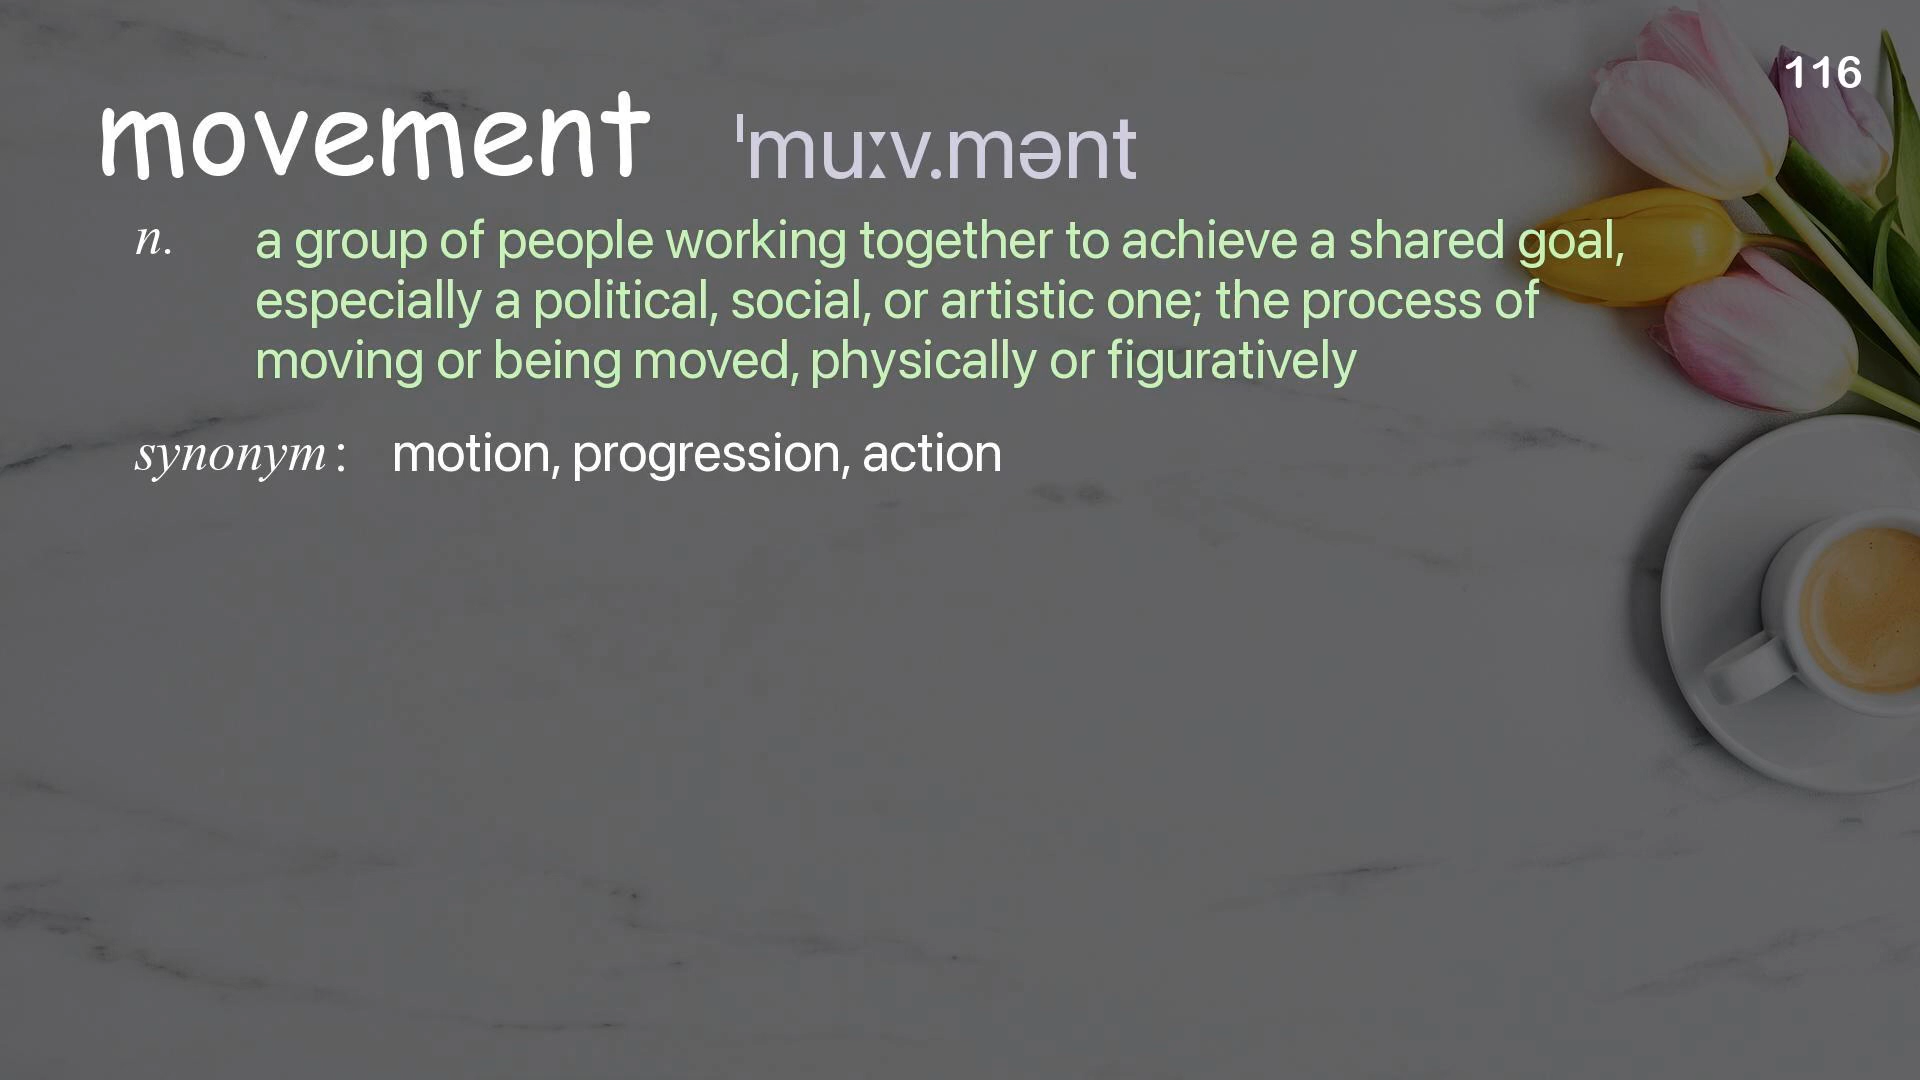 116
movement ˈmuːv.mənt
n. a group of people working together to achieve a shared goal,
especially a political, social, or artistic one; the process of
moving or being moved, physically or figuratively
synonym: motion, progression, action